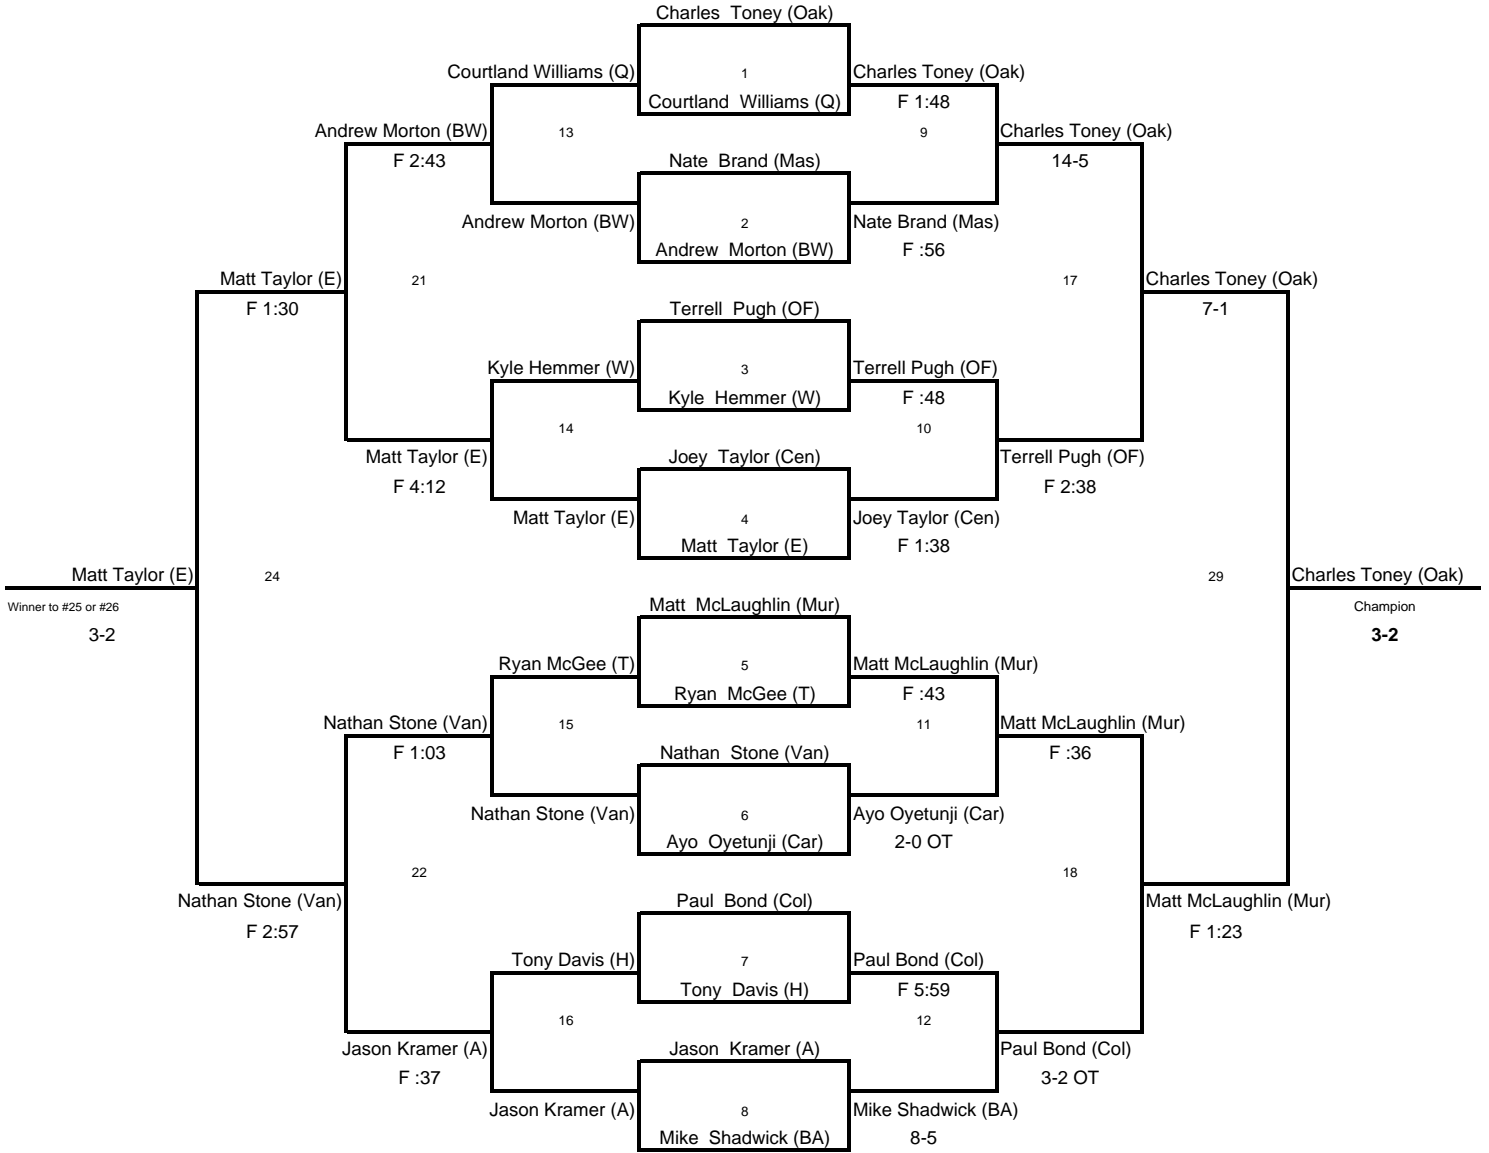 Charles Toney (Oak)
Courtland Williams (Q) 1 Charles Toney (Oak)
Courtland Williams (Q) F 1:48
Andrew Morton (BW) 13 9 Charles Toney (Oak)
F 2:43 Nate Brand (Mas) 14-5
Andrew Morton (BW) 2 Nate Brand (Mas)
Andrew Morton (BW) F :56
Matt Taylor (E) 21 17 Charles Toney (Oak)
F 1:30 Terrell Pugh (OF) 7-1
Kyle Hemmer (W) 3 Terrell Pugh (OF)
Kyle Hemmer (W) F :48
14 10
Matt Taylor (E) Joey Taylor (Cen) Terrell Pugh (OF)
F 4:12 F 2:38
Matt Taylor (E) 4 Joey Taylor (Cen)
Matt Taylor (E) F 1:38
Matt Taylor (E) 24 29 Charles Toney (Oak)
Winner to #25 or #26 Matt McLaughlin (Mur) Champion
3-2 3-2
Ryan McGee (T) 5 Matt McLaughlin (Mur)
Ryan McGee (T) F :43
Nathan Stone (Van) 15 11 Matt McLaughlin (Mur)
F 1:03 Nathan Stone (Van) F :36
Nathan Stone (Van) 6 Ayo Oyetunji (Car)
Ayo Oyetunji (Car) 2-0 OT
22 18
Nathan Stone (Van) Paul Bond (Col) Matt McLaughlin (Mur)
F 2:57 F 1:23
Tony Davis (H) 7 Paul Bond (Col)
Tony Davis (H) F 5:59
16 12
Jason Kramer (A) Jason Kramer (A) Paul Bond (Col)
F :37 3-2 OT
Jason Kramer (A) 8 Mike Shadwick (BA)
Mike Shadwick (BA) 8-5